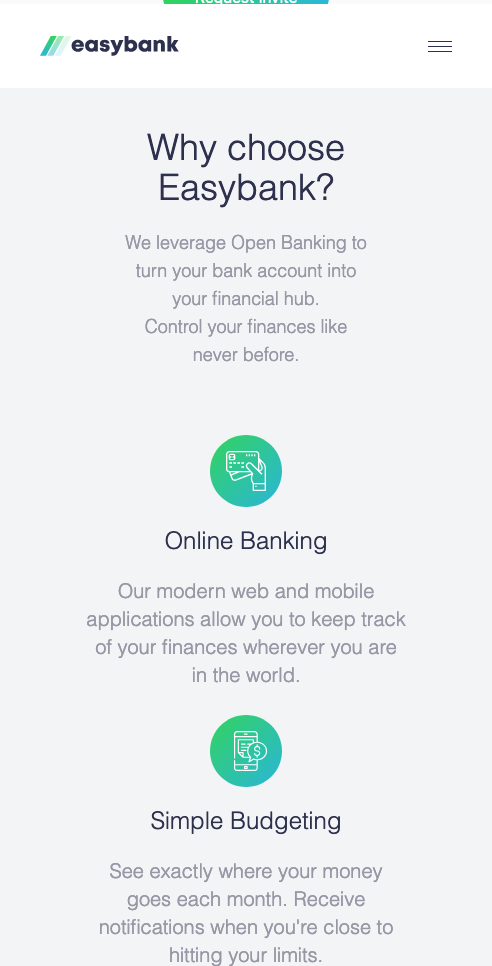 Request Invite
easybank
Why choose
Easybank?
We leverage Open Banking to
turn your bank account into
your financial hub.
Control your finances like
never before.
Online Banking
Our modern web and mobile
applications allow you to keep track
of your finances wherever you are
in the world.
$
Simple Budgeting
See exactly where your money
goes each month. Receive
notifications when you're close to
hitting your limits.